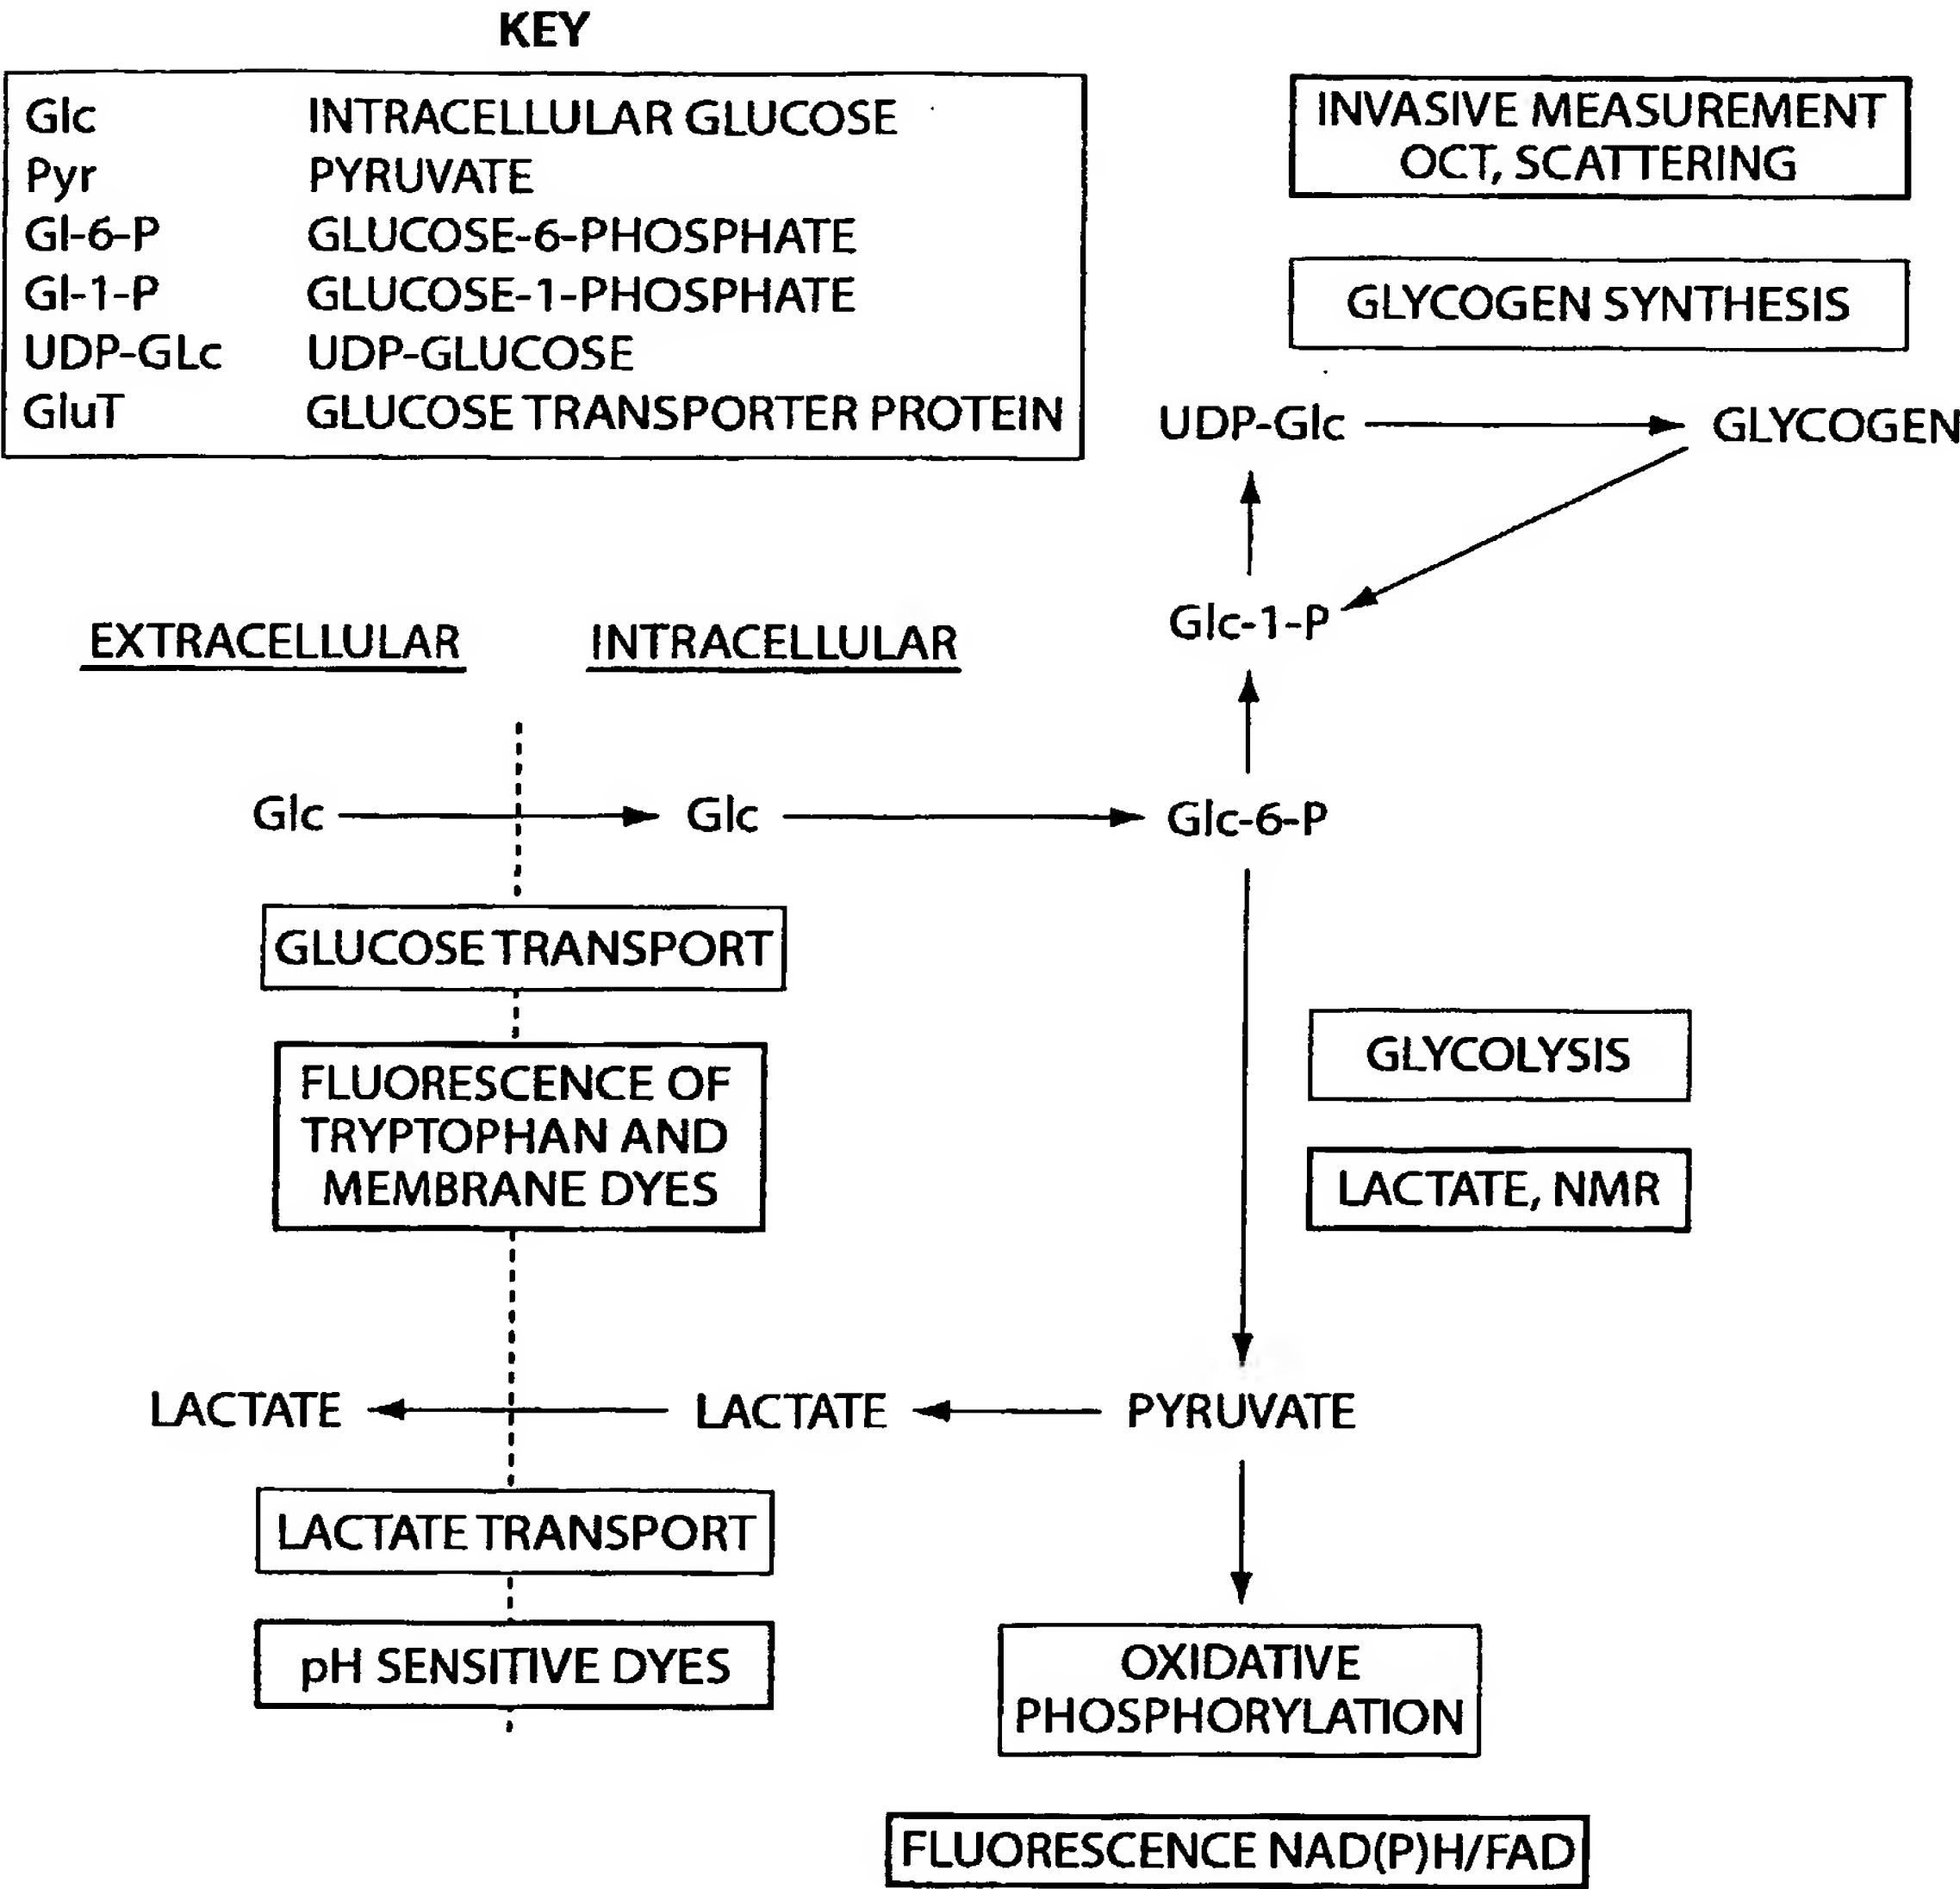 KEY
Glc INTRACELLULAR GLUCOSE
Pyr PYRUVATE
Gl-6-P GLUCOSE-6-PHOSPHATE
Gl-1-P GLUCOSE-1-PHOSPHATE
UDP-GLc UDP-GLUCOSE
GluT GLUCOSE TRANSPORTER PROTEIN
INVASIVE MEASUREMENT
OCT, SCATTERING
GLYCOGEN SYNTHESIS
UDP-Glc GLYCOGEN
Glc-1-P
EXTRACELLULAR INTRACELLULAR
Glc Glc Glc-6-P
GLUCOSE TRANSPORT
FLUORESCENCE OF
TRYPTOPHAN AND
MEMBRANE DYES
GLYCOLYSIS
LACTATE, NMR
LACTATE LACTATE PYRUVATE
LACTATE TRANSPORT
pH SENSITIVE DYES
OXIDATIVE
PHOSPHORYLATION
FLUORESCENCE NAD(P)H/FAD